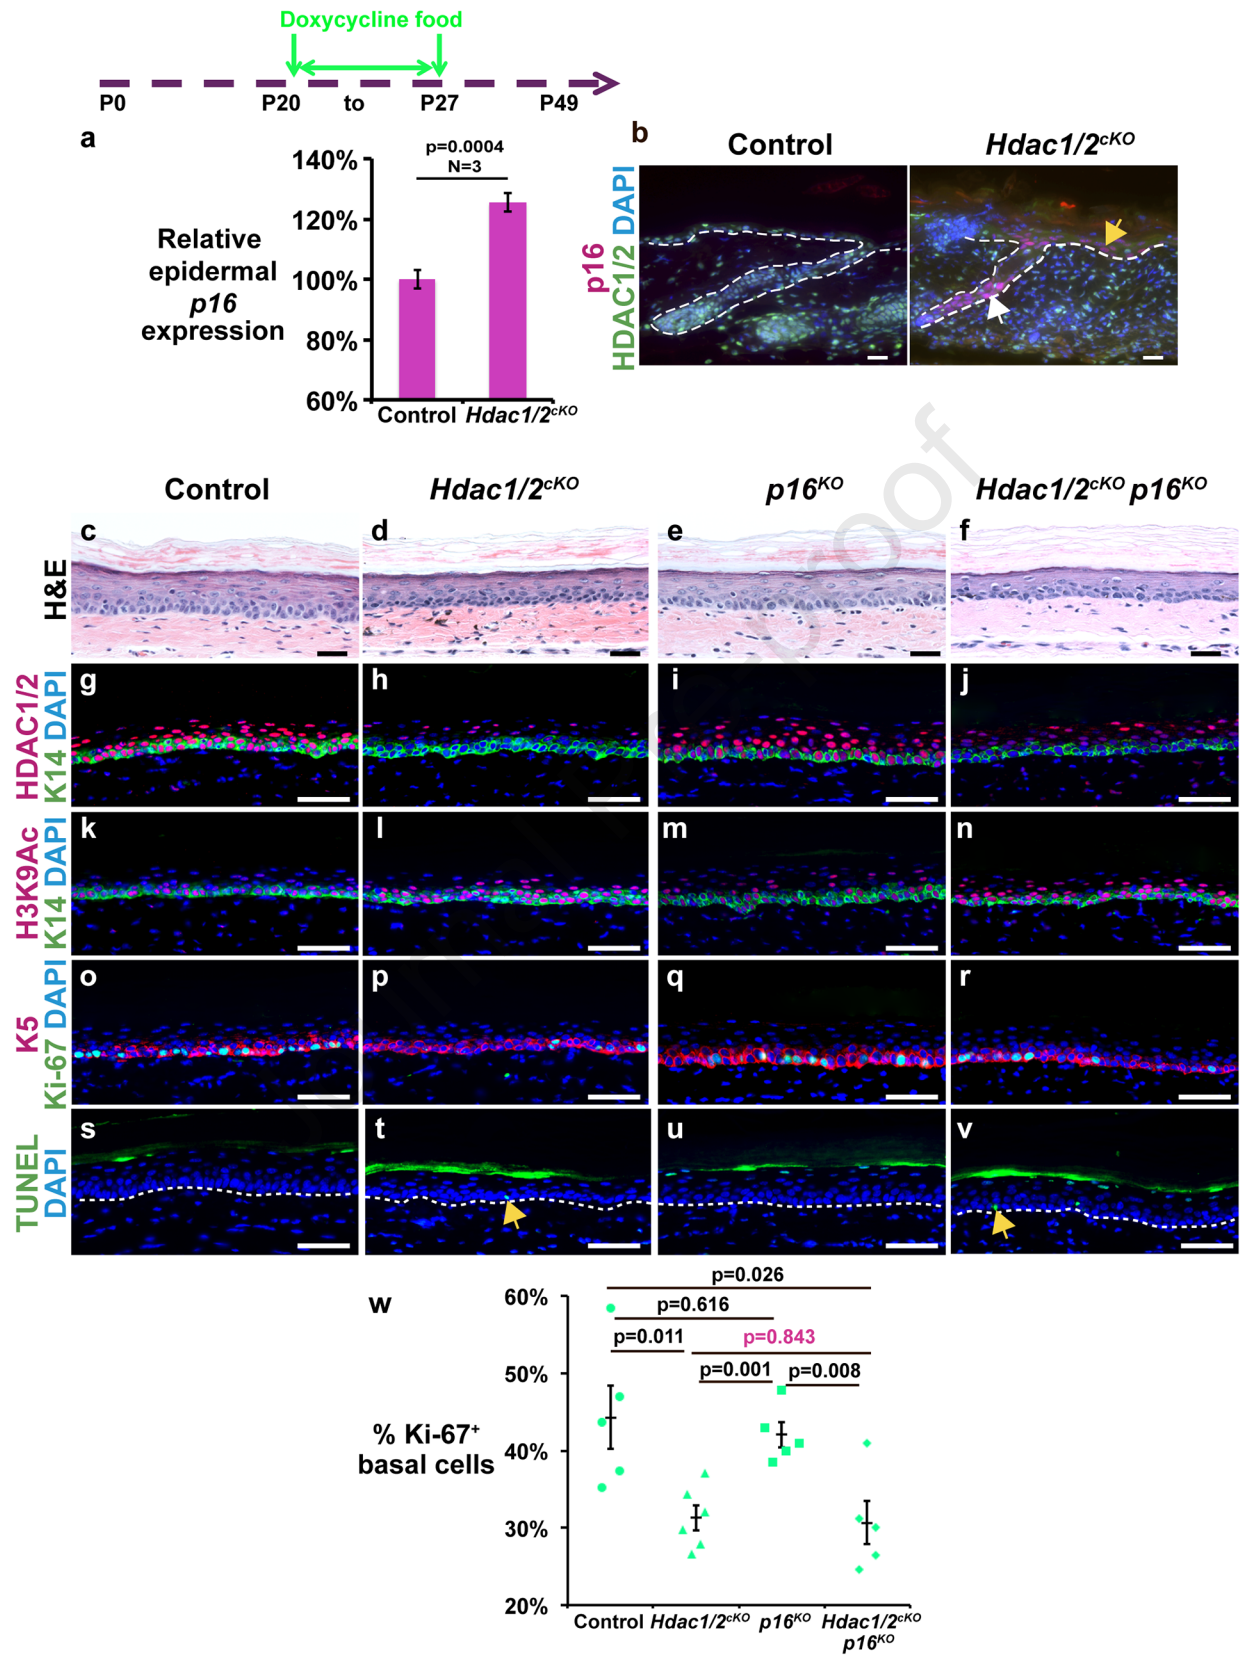 Doxycycline food
P0 P20 to P27 P49
a
p=0.0004
N=3
140%
120%
100%
80%
60%
Relative
epidermal
p16
expression
Control Hdac1/2cKO
b
Control Hdac1/2cKO
p16
HDAC1/2 DAPI
Control Hdac1/2cKO p16KO Hdac1/2cKO p16KO
H&E
c d e f
HDAC1/2
K14 DAPI
g h i j
H3K9Ac
K14 DAPI
k l m n
K5
Ki-67 DAPI
o p q r
TUNEL
DAPI
s t u v
w
60%
50%
40%
30%
20%
% Ki-67+
basal cells
p=0.026
p=0.616
p=0.011 p=0.843
p=0.001 p=0.008
Control Hdac1/2cKO p16KO Hdac1/2cKO
p16KO